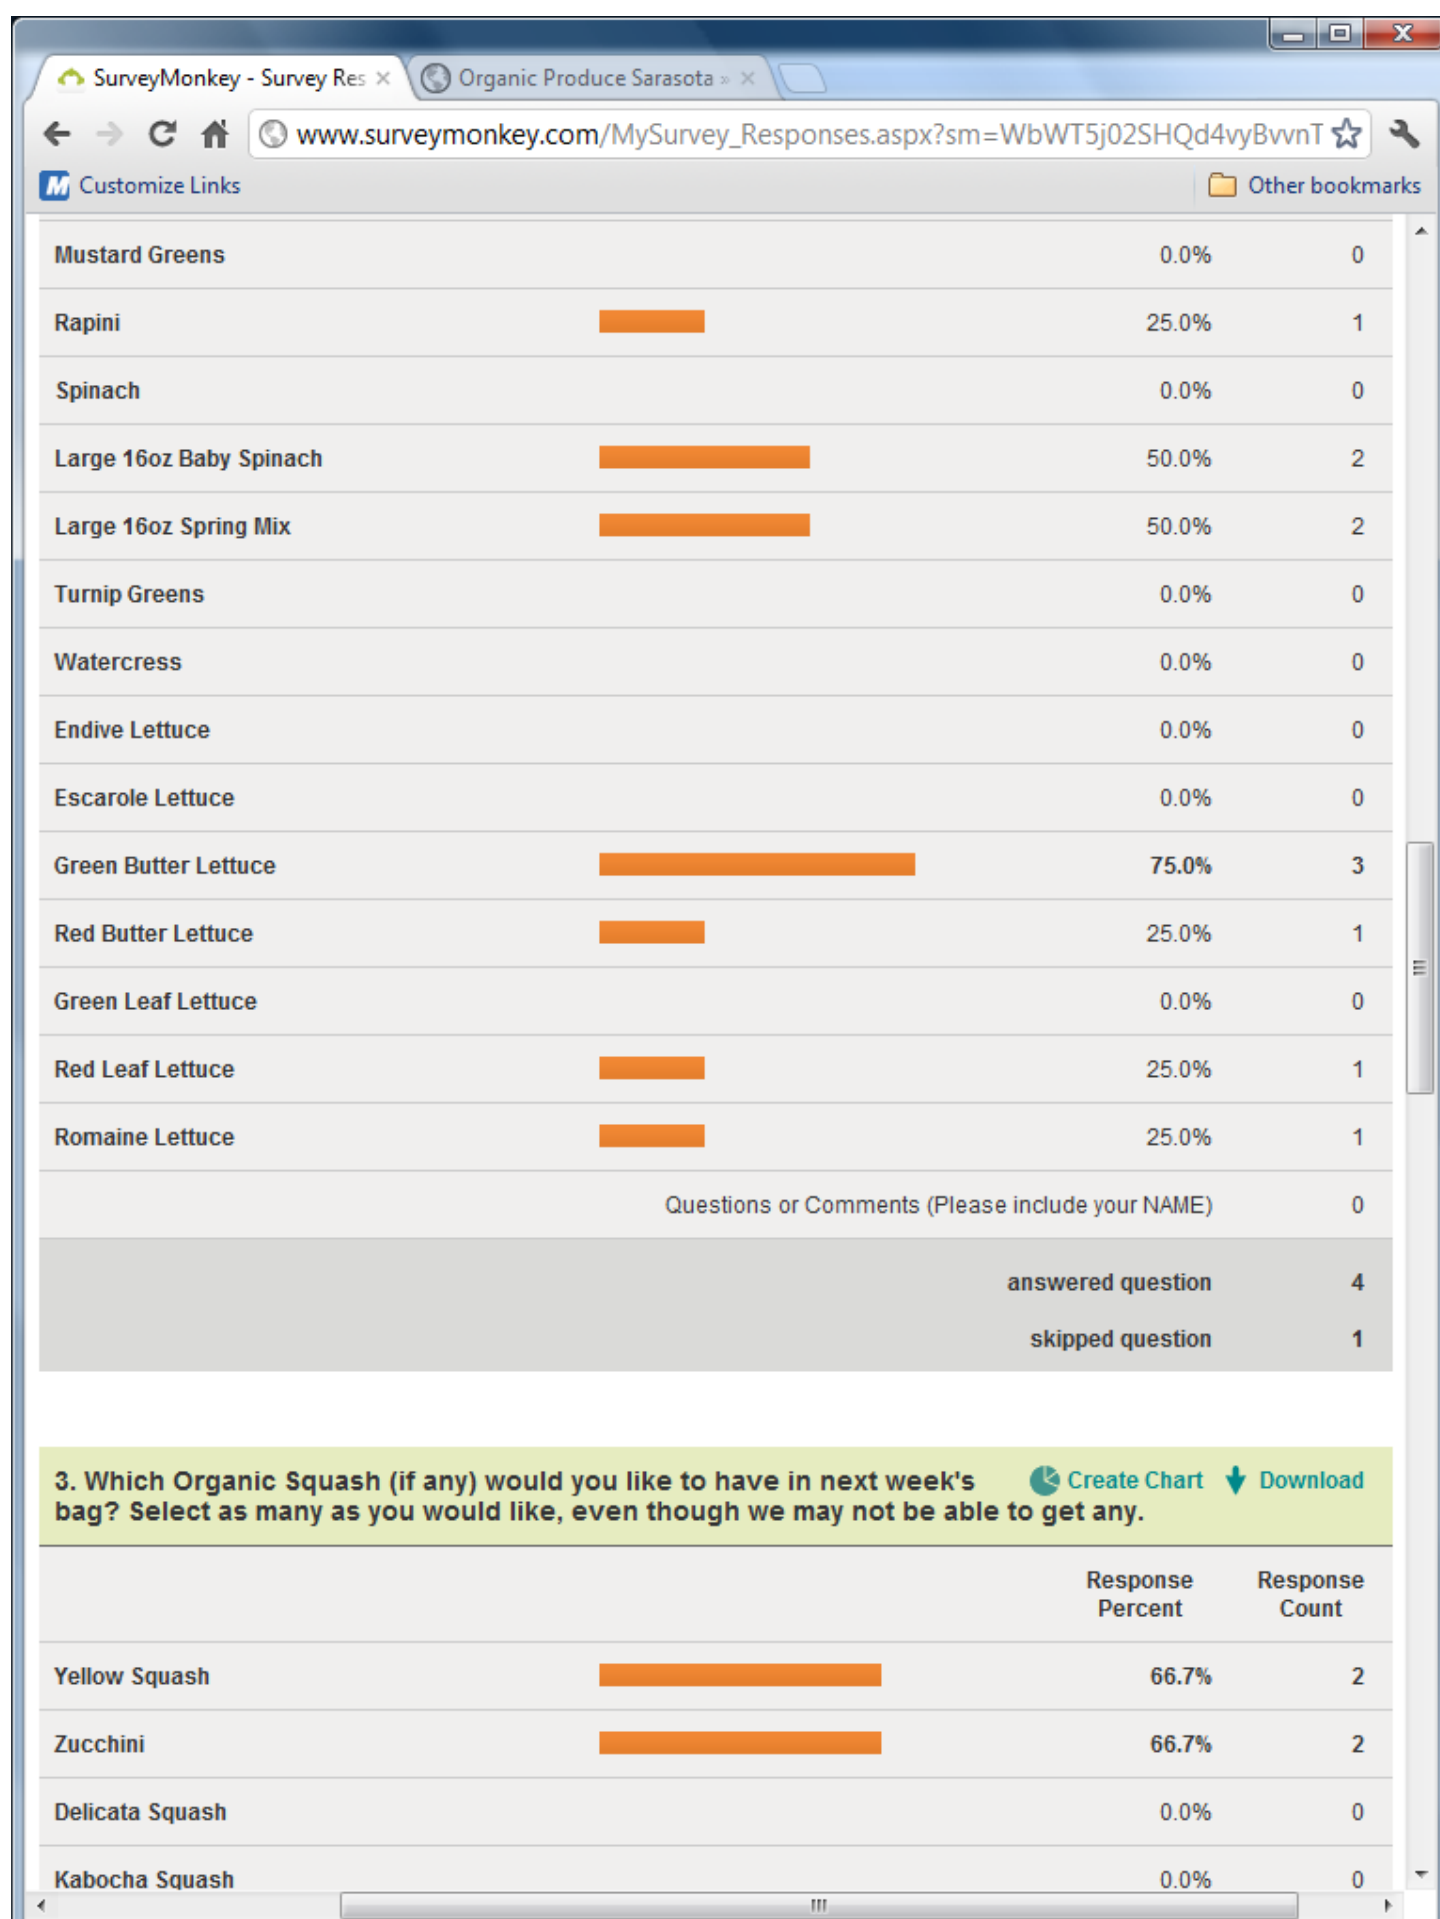 SurveyMonkey - Survey Res
Organic Produce Sarasota »
www.surveymonkey.com/MySurvey_Responses.aspx?sm=WbWT5j02SHQd4vyBvvnT
Customize Links
Other bookmarks
Mustard Greens 0.0% 0
Rapini 25.0% 1
Spinach 0.0% 0
Large 16oz Baby Spinach 50.0% 2
Large 16oz Spring Mix 50.0% 2
Turnip Greens 0.0% 0
Watercress 0.0% 0
Endive Lettuce 0.0% 0
Escarole Lettuce 0.0% 0
Green Butter Lettuce 75.0% 3
Red Butter Lettuce 25.0% 1
Green Leaf Lettuce 0.0% 0
Red Leaf Lettuce 25.0% 1
Romaine Lettuce 25.0% 1
Questions or Comments (Please include your NAME) 0
answered question 4
skipped question 1
3. Which Organic Squash (if any) would you like to have in next week's
bag? Select as many as you would like, even though we may not be able to get any.
Create Chart Download
Response Percent
Response Count
Yellow Squash 66.7% 2
Zucchini 66.7% 2
Delicata Squash 0.0% 0
Kabocha Squash 0.0% 0